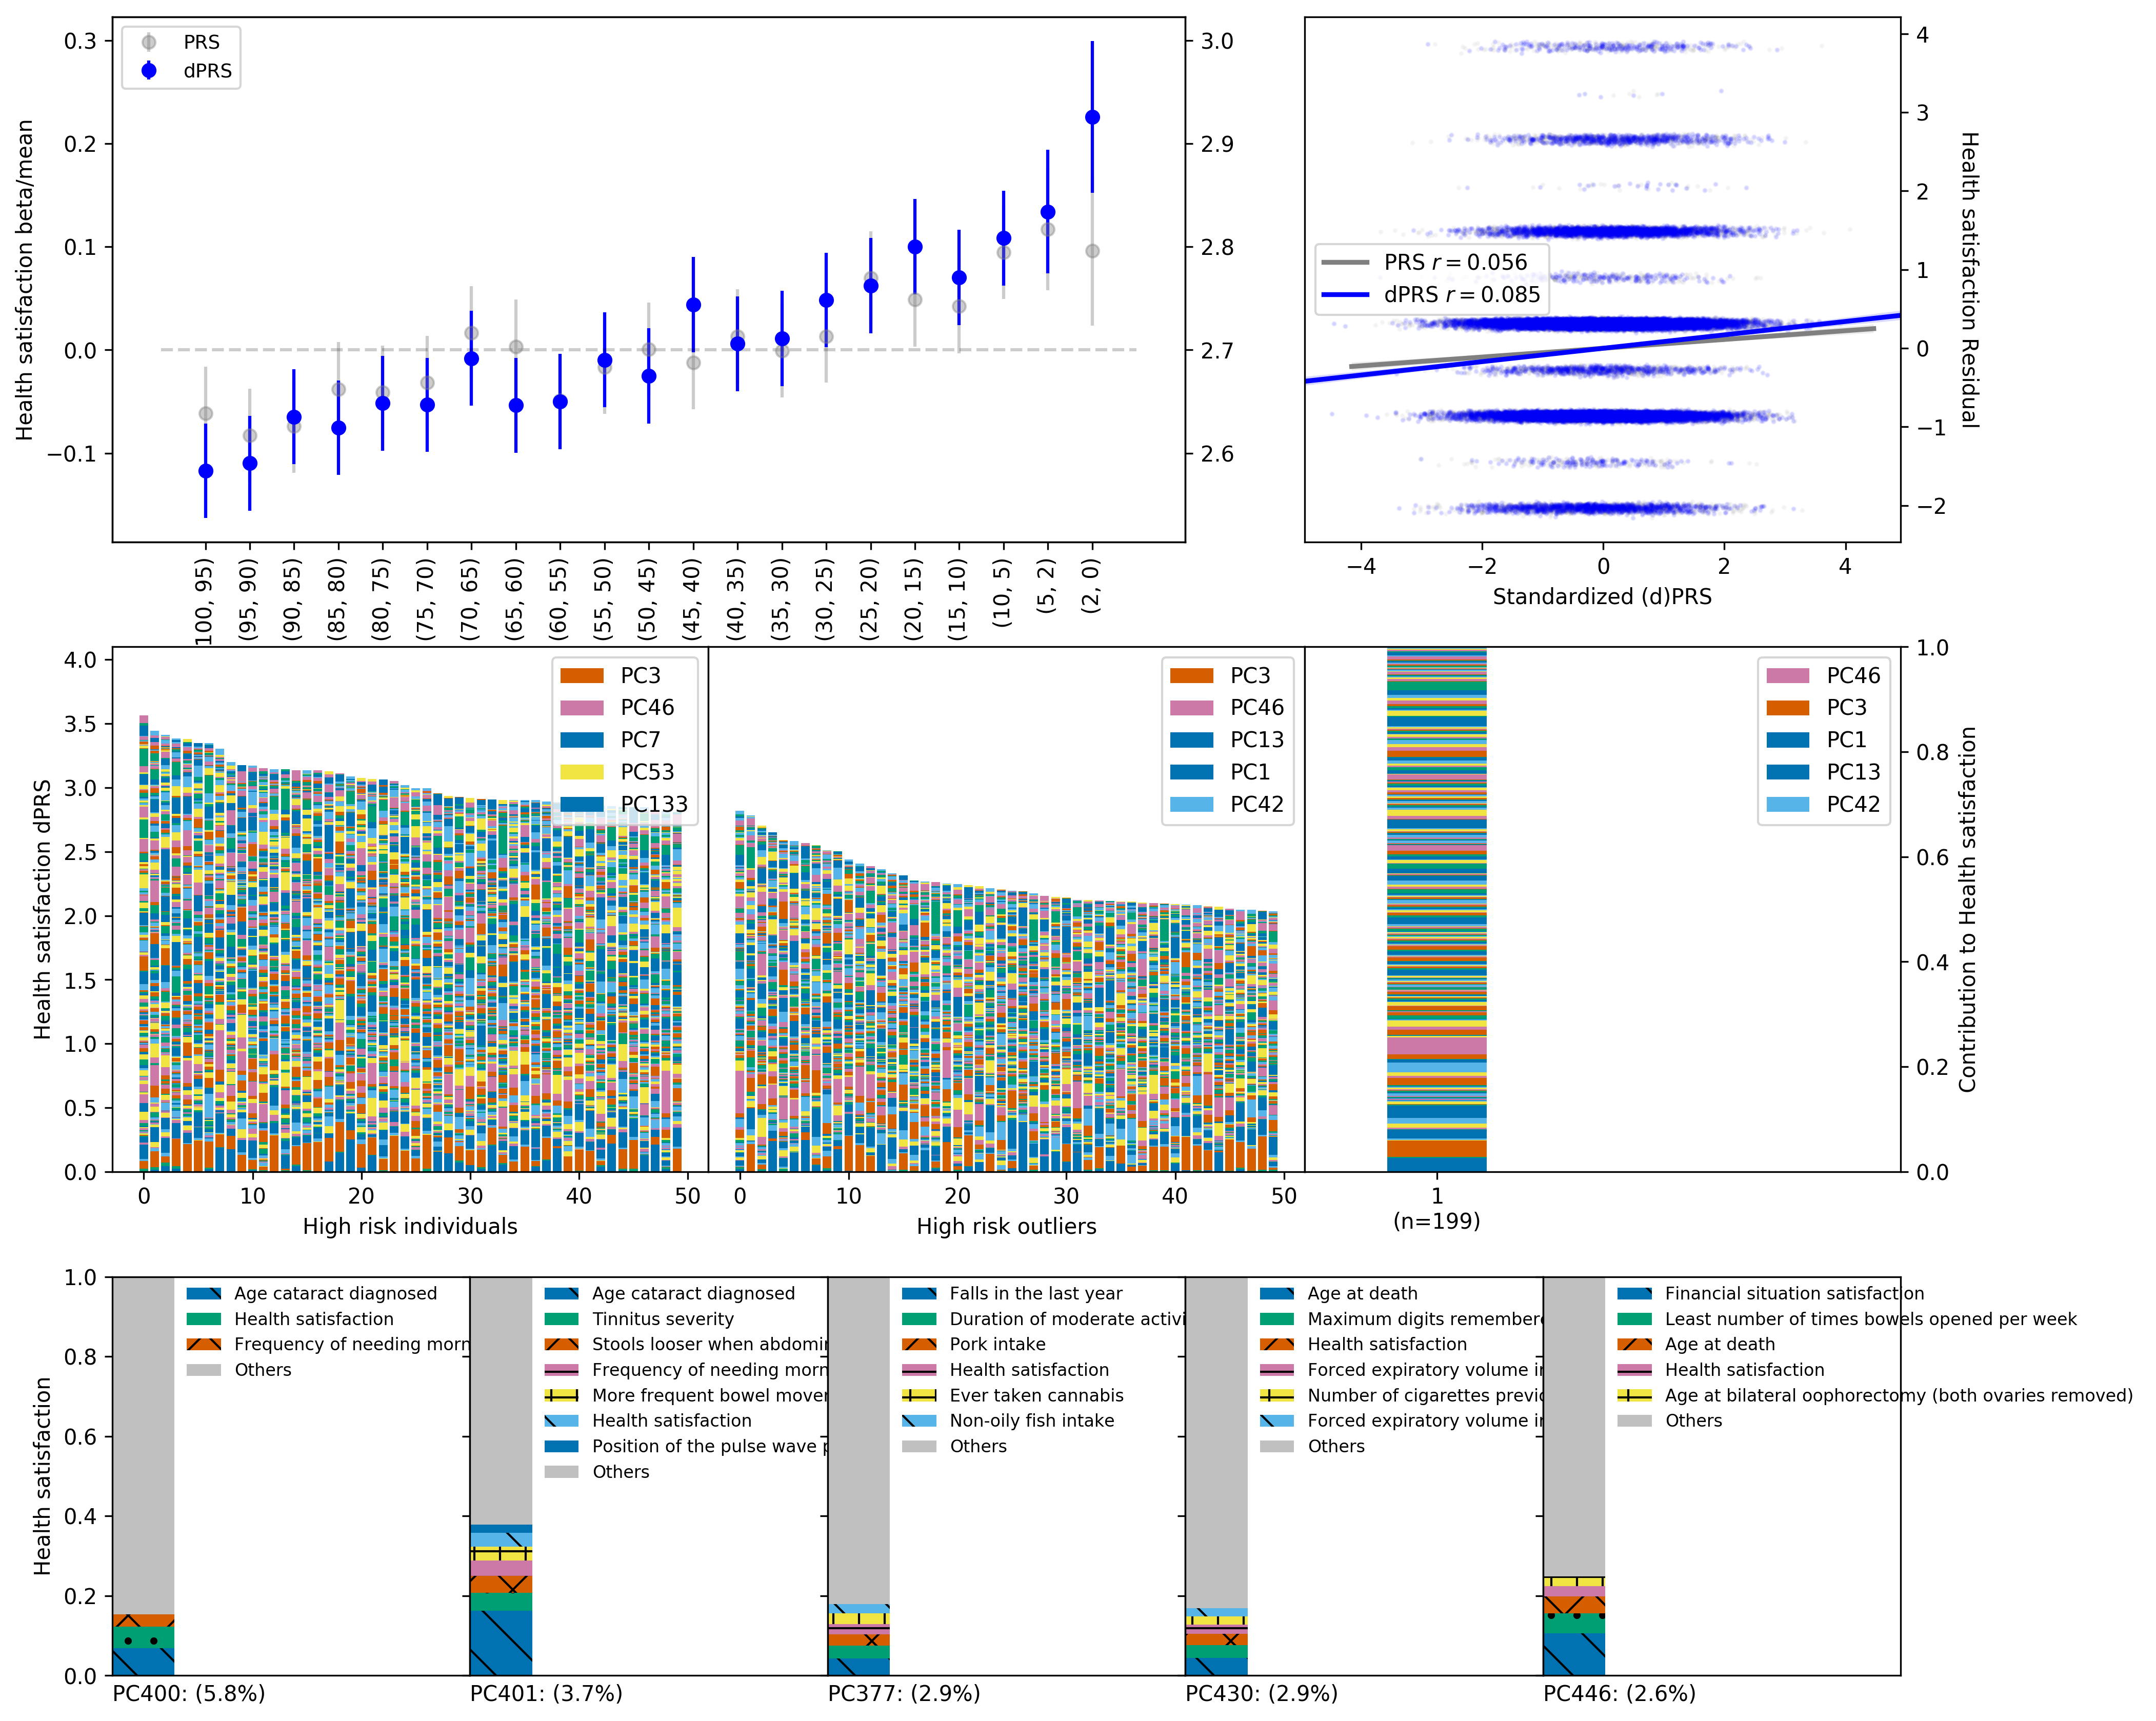 0.3
0.2
0.1
0.0
−0.1
Health satisfaction beta/mean
PRS
dPRS
3.0
2.9
2.8
2.7
2.6
100, 95)
(95, 90)
(90, 85)
(85, 80)
(80, 75)
(75, 70)
(70, 65)
(65, 60)
(60, 55)
(55, 50)
(50, 45)
(45, 40)
(40, 35)
(35, 30)
(30, 25)
(25, 20)
(20, 15)
(15, 10)
(10, 5)
(5, 2)
(2, 0)
PRS r = 0.056
dPRS r = 0.085
4
3
2
1
0
−1
−2
Health satisfaction Residual
−4
−2
0
2
4
Standardized (d)PRS
4.0
3.5
3.0
2.5
2.0
1.5
1.0
0.5
0.0
Health satisfaction dPRS
PC3
PC46
PC7
PC53
PC133
0
10
20
30
40
50
High risk individuals
PC3
PC46
PC13
PC1
PC42
0
10
20
30
40
50
High risk outliers
PC46
PC3
PC1
PC13
PC42
1
(n=199)
1.0
0.8
0.6
0.4
0.2
0.0
Contribution to Health satisfaction
1.0
0.8
0.6
0.4
0.2
0.0
Health satisfaction
Age cataract diagnosed
Health satisfaction
Frequency of needing morn
Others
PC400: (5.8%)
Age cataract diagnosed
Tinnitus severity
Stools looser when abdomin
Frequency of needing morn
More frequent bowel mover
Health satisfaction
Position of the pulse wave p
Others
PC401: (3.7%)
Falls in the last year
Duration of moderate activi
Pork intake
Health satisfaction
Ever taken cannabis
Non-oily fish intake
Others
PC377: (2.9%)
Age at death
Maximum digits remembere
Health satisfaction
Forced expiratory volume in
Number of cigarettes previo
Forced expiratory volume in
Others
PC430: (2.9%)
Financial situation satisfaction
Least number of times bowels opened per week
Age at death
Health satisfaction
Age at bilateral oophorectomy (both ovaries removed)
Others
PC446: (2.6%)